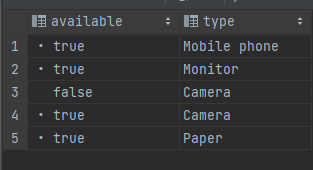 available type
1 • true Mobile phone
2 • true Monitor
3 false Camera
4 • true Camera
5 • true Paper